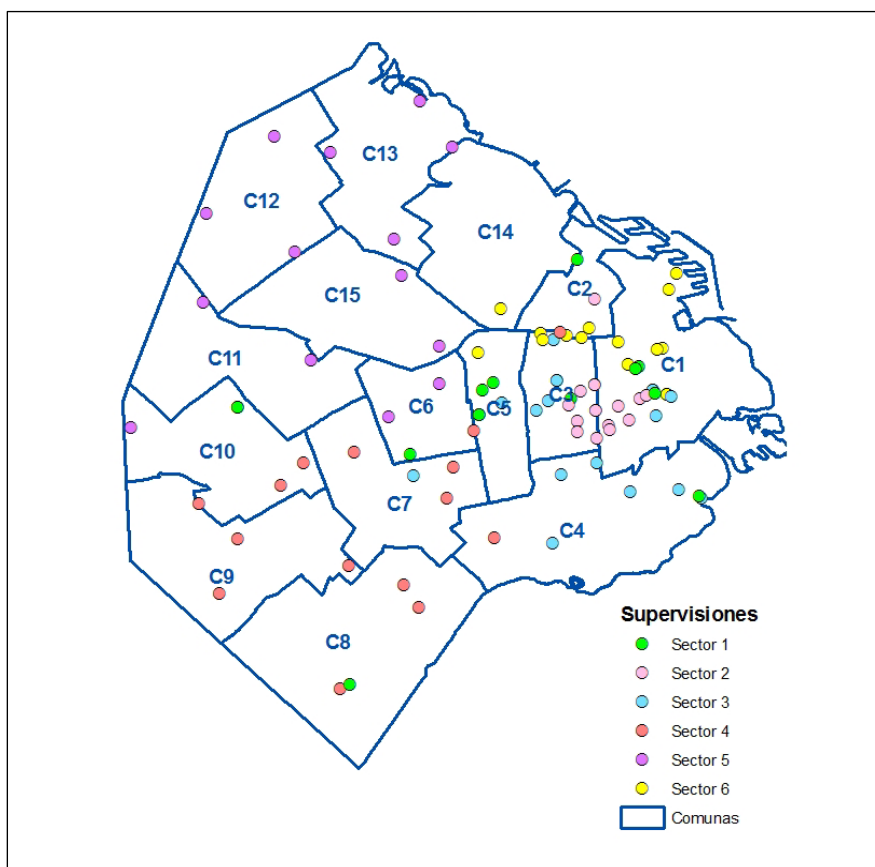 C13
C12
C14
C2
C15
C11
C1
C3
C6
C5
C10
C7
C4
C9
C8
Supervisiones
Sector 1
Sector 2
Sector 3
Sector 4
Sector 5
Sector 6
Comunas